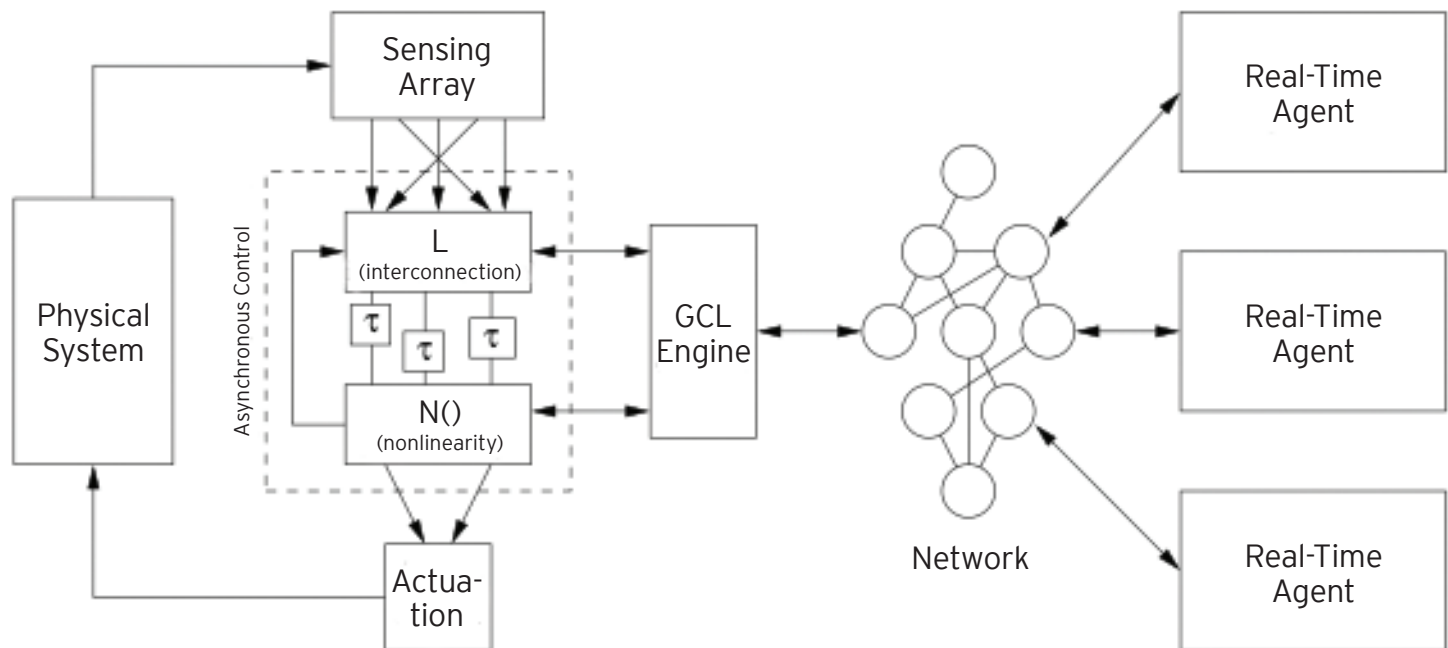 Sensing
Array
Real-Time
Agent
Asynchronous Control
L
(interconnection)
Physical
System
τ
τ
τ
GCL
Engine
Real-Time
Agent
N()
(nonlinearity)
Network
Real-Time
Agent
Actua-
tion